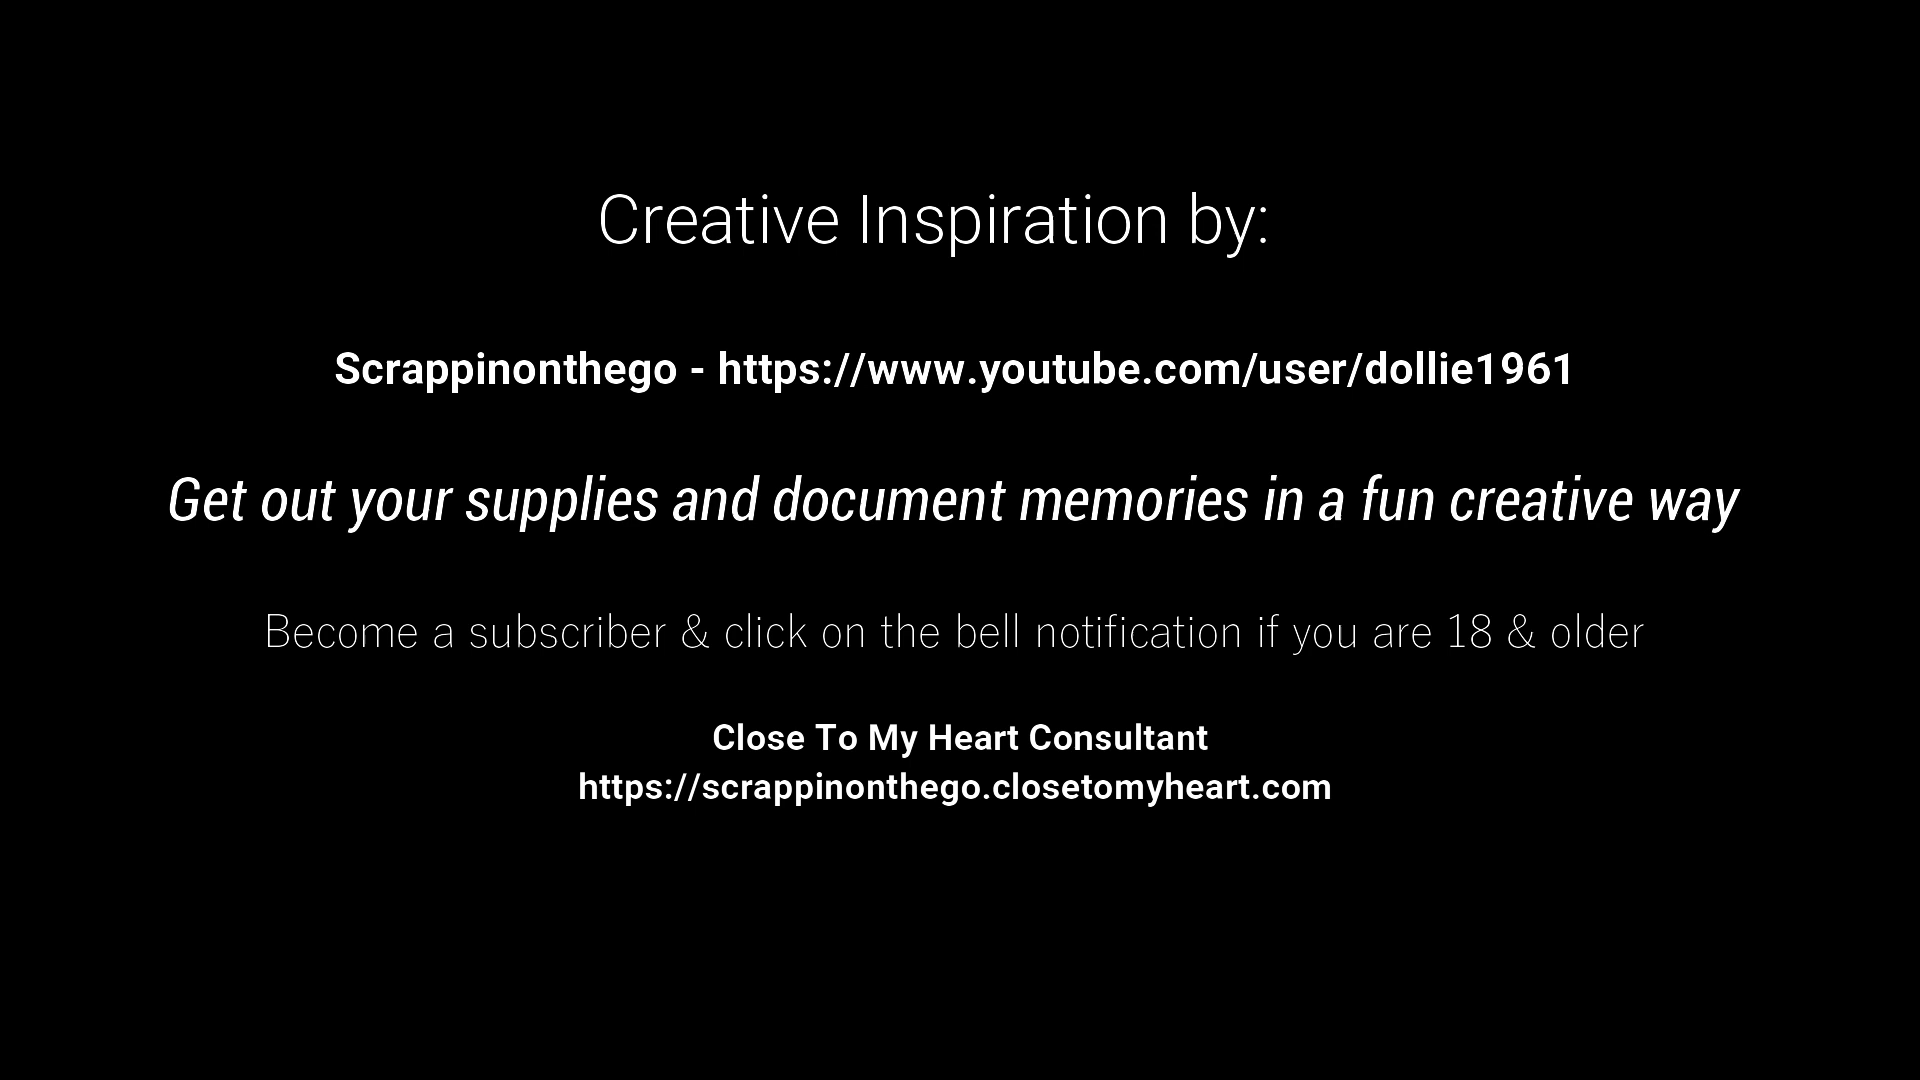 Creative Inspiration by:
Scrappinonthego - https://www.youtube.com/user/dollie1961
Get out your supplies and document memories in a fun creative way
Become a subscriber & click on the bell notification if you are 18 & older
Close To My Heart Consultant
https://scrappinonthego.closetomyheart.com